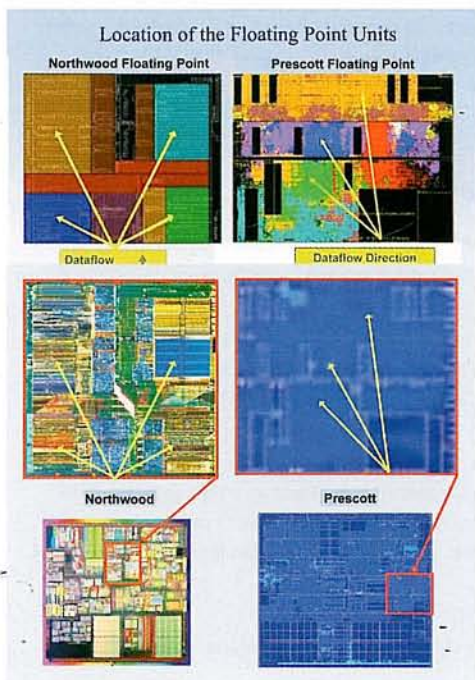 Location of the Floating Point Units
Northwood Floating Point
Prescott Floating Point
Dataflow
Dataflow Direction
Northwood
Prescott